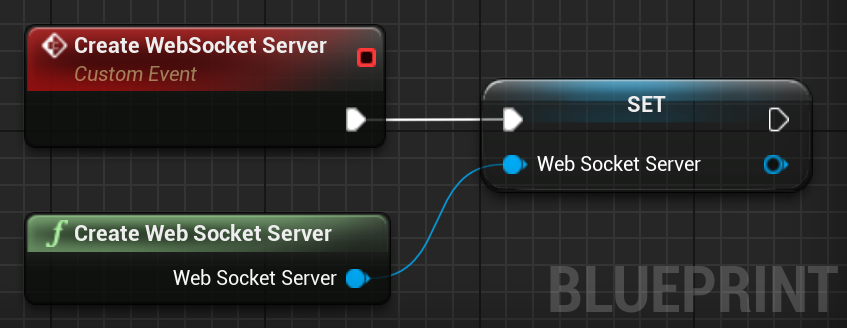 Create WebSocket Server
Custom Event
SET
Web Socket Server
f Create Web Socket Server
Web Socket Server
BLUEPRINT